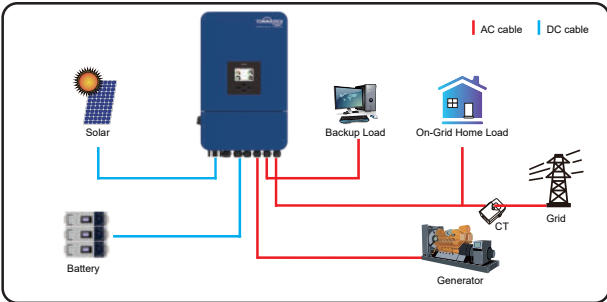 AC cable
DC cable
Solar
Backup Load
On-Grid Home Load
CT
Grid
Battery
Generator